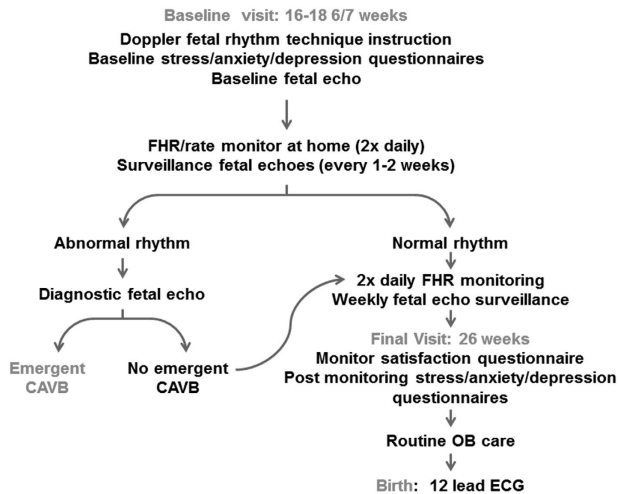 Baseline visit: 16-18 6/7 weeks
Doppler fetal rhythm technique instruction
Baseline stress/anxiety/depression questionnaires
Baseline fetal echo
FHR/rate monitor at home (2x daily)
Surveillance fetal echoes (every 1-2 weeks)
Abnormal rhythm
Normal rhythm
Diagnostic fetal echo
2x daily FHR monitoring
Weekly fetal echo surveillance
Emergent
CAVB
No emergent
CAVB
Final Visit: 26 weeks
Monitor satisfaction questionnaire
Post monitoring stress/anxiety/depression
questionnaires
Routine OB care
Birth: 12 lead ECG